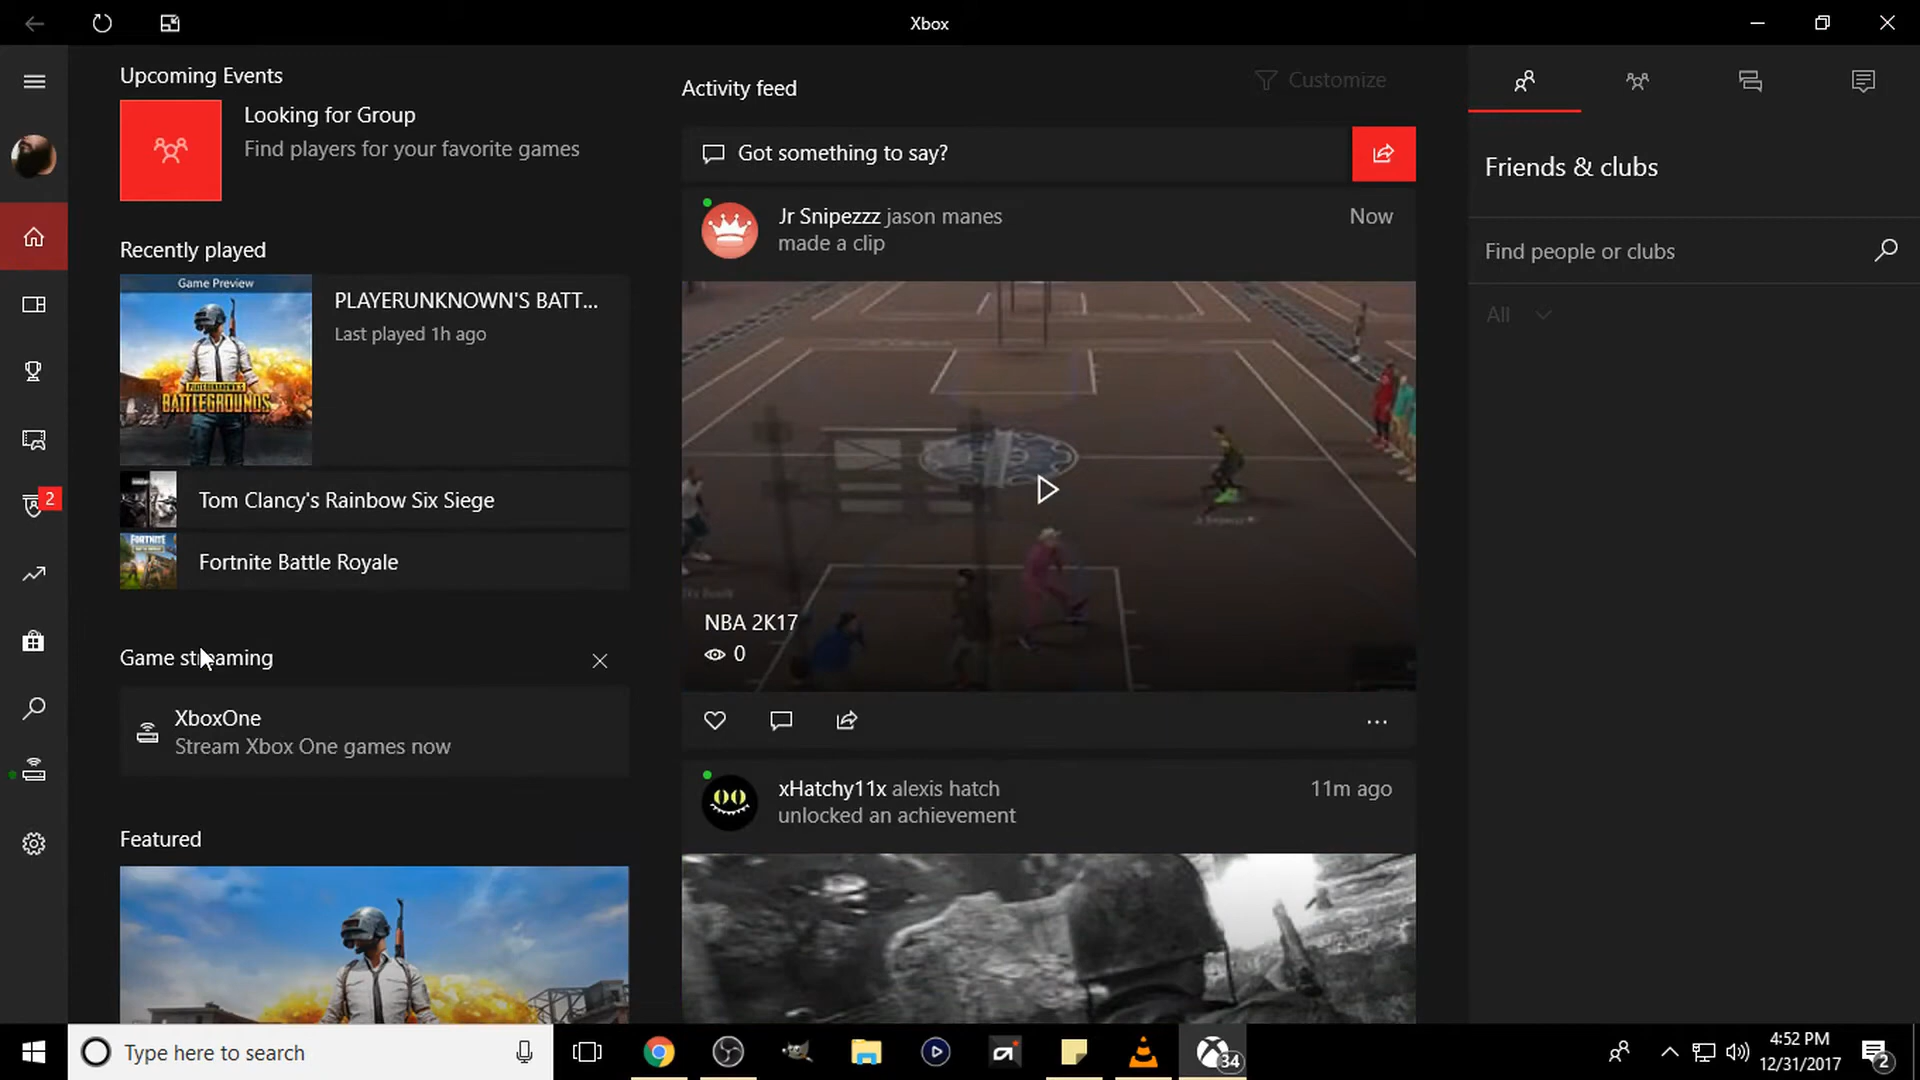 Xbox
Upcoming Events
Looking for Group
Find players for your favorite games
Recently played
Game Preview
PLAYERUNKNOWN'S
BATTLEGROUNDS
PLAYERUNKNOWN'S BATT...
Last played 1h ago
Tom Clancy's Rainbow Six Siege
FORTNITE
Fortnite Battle Royale
2
Game streaming
XboxOne
Stream Xbox One games now
Featured
Activity feed
Customize
Got something to say?
Jr Snipezzz jason manes
made a clip
Now
Jr Snipezzz
NBA 2K17
0
xHatchy11x alexis hatch
unlocked an achievement
11m ago
Friends & clubs
Find people or clubs
All
Type here to search
34
4:52 PM
12/31/2017
2